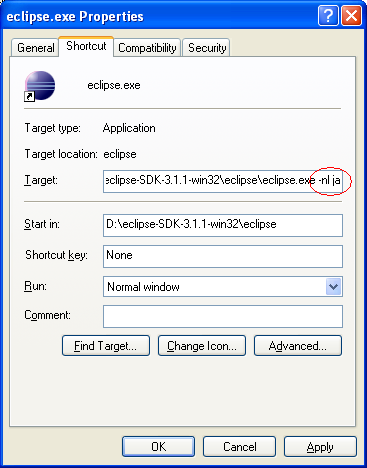 eclipse.exe Properties
General Shortcut Compatibility Security
eclipse.exe
Target type: Application
Target location: eclipse
Target: eclipse-SDK-3.1.1-win32\eclipse\eclipse.exe -nl ja
Start in: D:\eclipse-SDK-3.1.1-win32\eclipse
Shortcut key: None
Run: Normal window
Comment:
Find Target... Change Icon... Advanced...
OK Cancel Apply